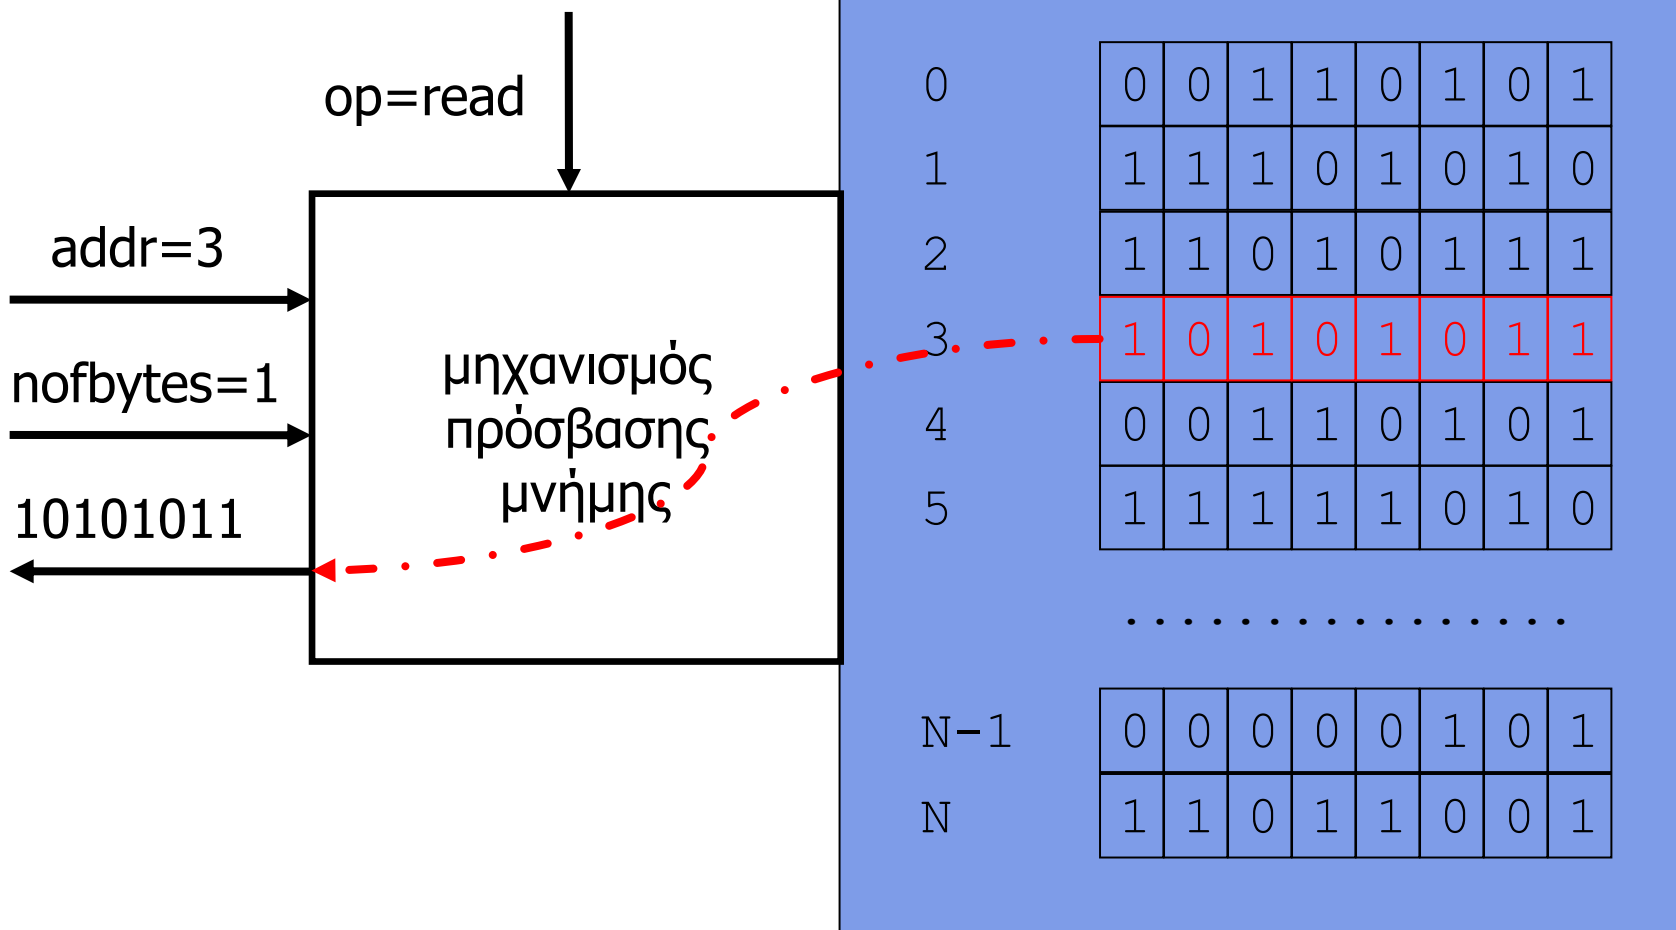 op=read
addr=3
nofbytes=1
10101011
μηχανισμός
πρόσβασης
μνήμης
0 0 0 1 1 0 1 0 1
1 1 1 1 0 1 0 1 0
2 1 1 0 1 0 1 1 1
3 1 0 1 0 1 0 1 1
4 0 0 1 1 0 1 0 1
5 1 1 1 1 1 0 1 0
. . . . . . . . . . . . . . . .
N-1 0 0 0 0 0 1 0 1
N 1 1 0 1 1 0 0 1